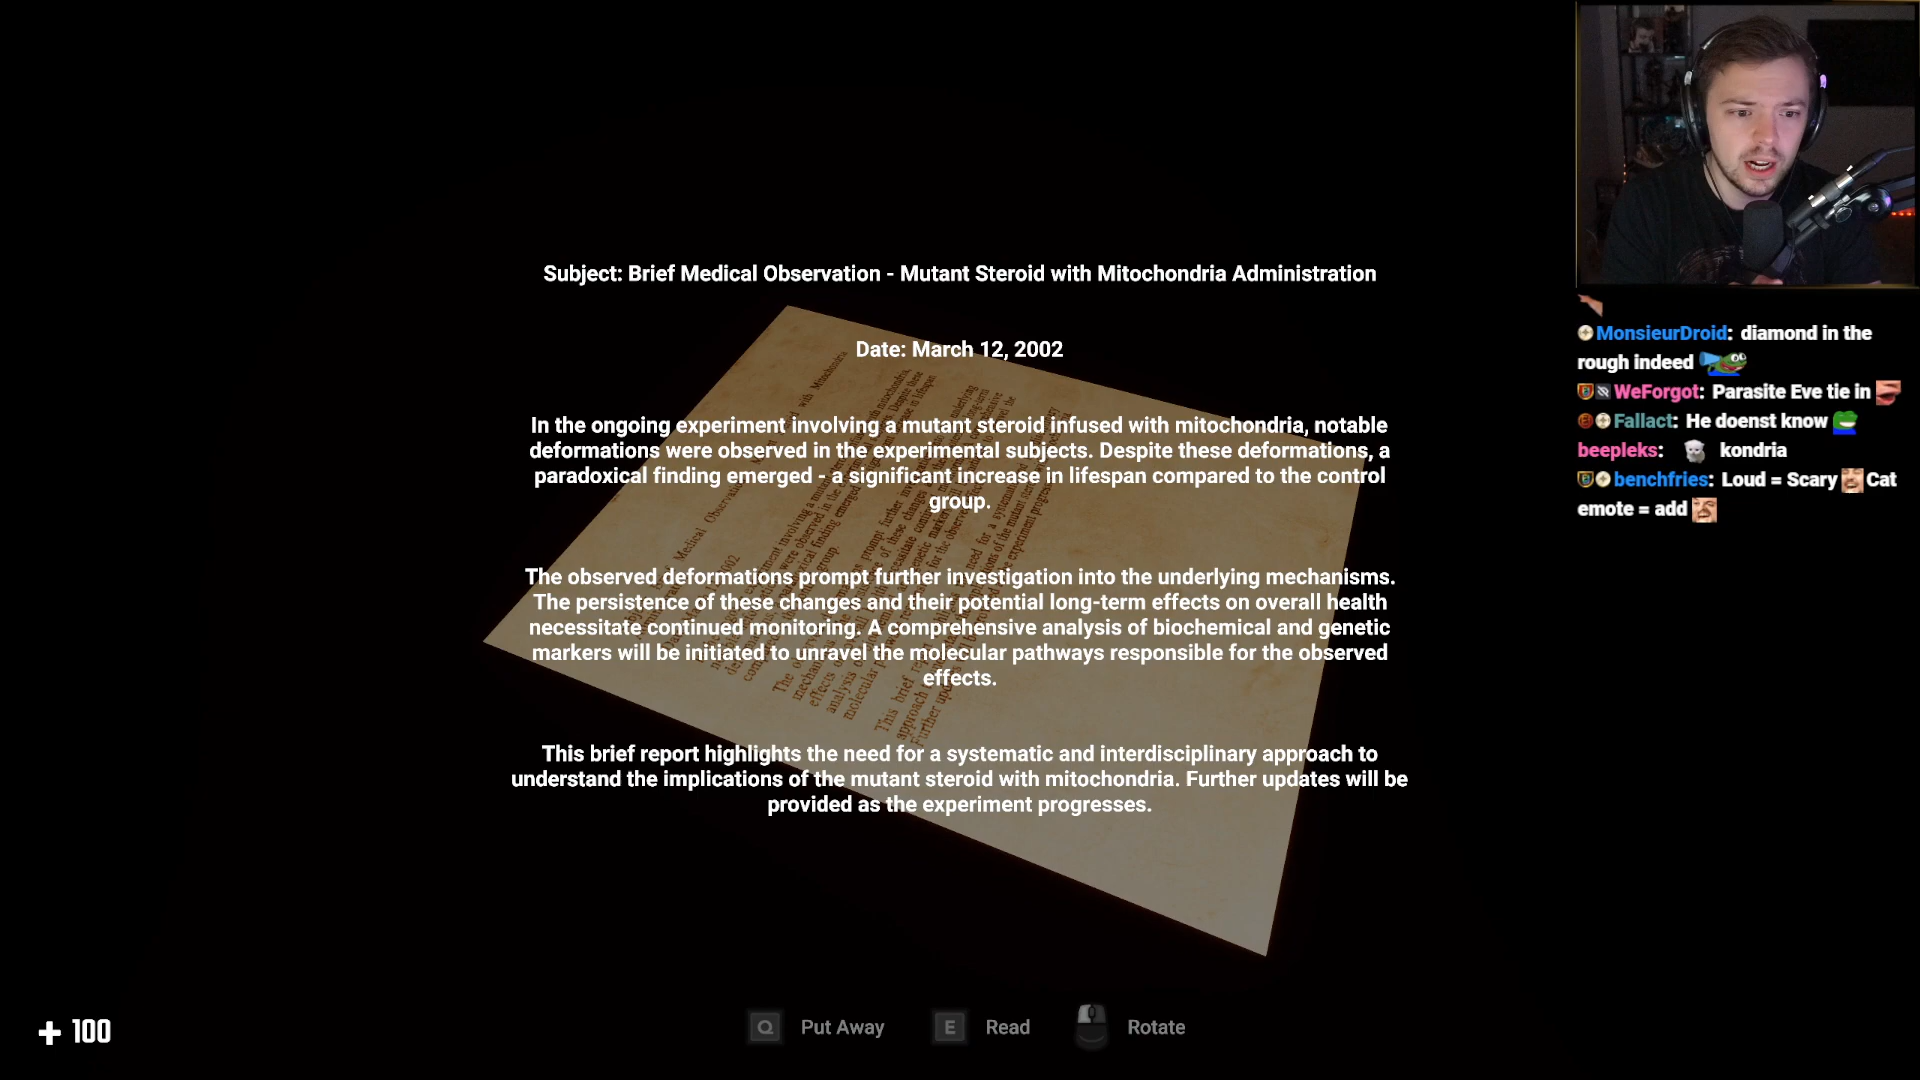 Subject: Brief Medical Observation - Mutant Steroid with Mitochondria Administration
Date: March 12, 2002
In the ongoing experiment involving a mutant steroid infused with mitochondria, notable
deformations were observed in the experimental subjects. Despite these deformations, a
paradoxical finding emerged - a significant increase in lifespan compared to the control
group.
The observed deformations prompt further investigation into the underlying mechanisms.
The persistence of these changes and their potential long-term effects on overall health
necessitate continued monitoring. A comprehensive analysis of biochemical and genetic
markers will be initiated to unravel the molecular pathways responsible for the observed
effects.
This brief report highlights the need for a systematic and interdisciplinary approach to
understand the implications of the mutant steroid with mitochondria. Further updates will be
provided as the experiment progresses.
+ 100
Q Put Away E Read Rotate
MonsieurDroid: diamond in the
rough indeed
WeForgot: Parasite Eve tie in
Fallact: He doenst know
beepleks: kondria
benchfries: Loud = Scary Cat
emote = add